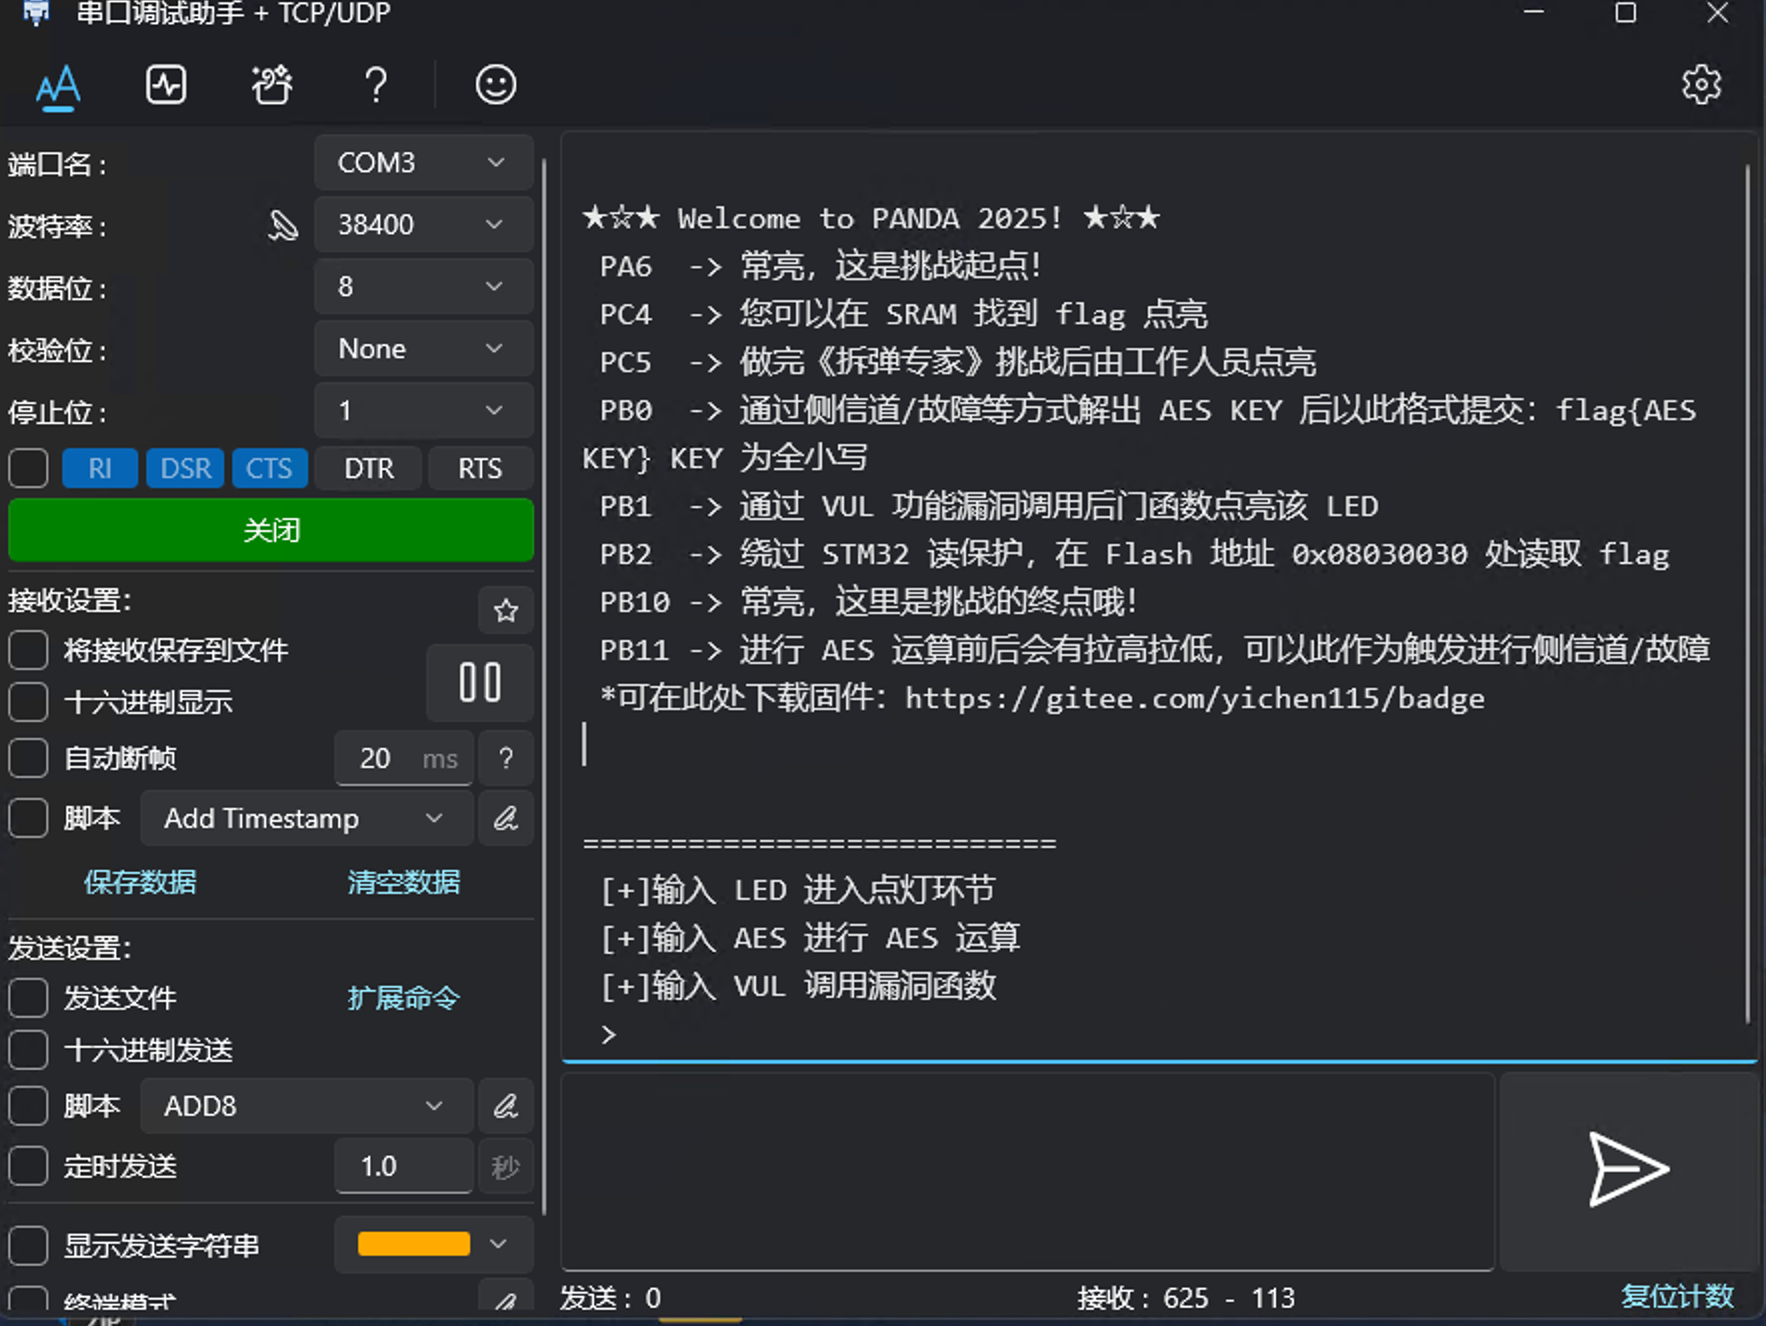 串口调试助手 + TCP/UDP
端口名： COM3
波特率： 38400
数据位： 8
校验位： None
停止位： 1
RI DSR CTS DTR RTS
关闭
接收设置：
将接收保存到文件
十六进制显示
自动断帧 20 ms ?
脚本 Add Timestamp
保存数据 清空数据
发送设置：
发送文件 扩展命令
十六进制发送
脚本 ADD8
定时发送 1.0 秒
显示发送字符串
终端模式
★☆★ Welcome to PANDA 2025! ★☆★
PA6 -> 常亮，这是挑战起点！
PC4 -> 您可以在 SRAM 找到 flag 点亮
PC5 -> 做完《拆弹专家》挑战后由工作人员点亮
PB0 -> 通过侧信道/故障等方式解出 AES KEY 后以此格式提交：flag{AES
KEY} KEY 为全小写
PB1 -> 通过 VUL 功能漏洞调用后门函数点亮该 LED
PB2 -> 绕过 STM32 读保护，在 Flash 地址 0x08030030 处读取 flag
PB10 -> 常亮，这里是挑战的终点哦！
PB11 -> 进行 AES 运算前后会有拉高拉低，可以此作为触发进行侧信道/故障
*可在此处下载固件：https://gitee.com/yichen115/badge
===========================
[+]输入 LED 进入点灯环节
[+]输入 AES 进行 AES 运算
[+]输入 VUL 调用漏洞函数
>
发送：0 接收：625 - 113 复位计数